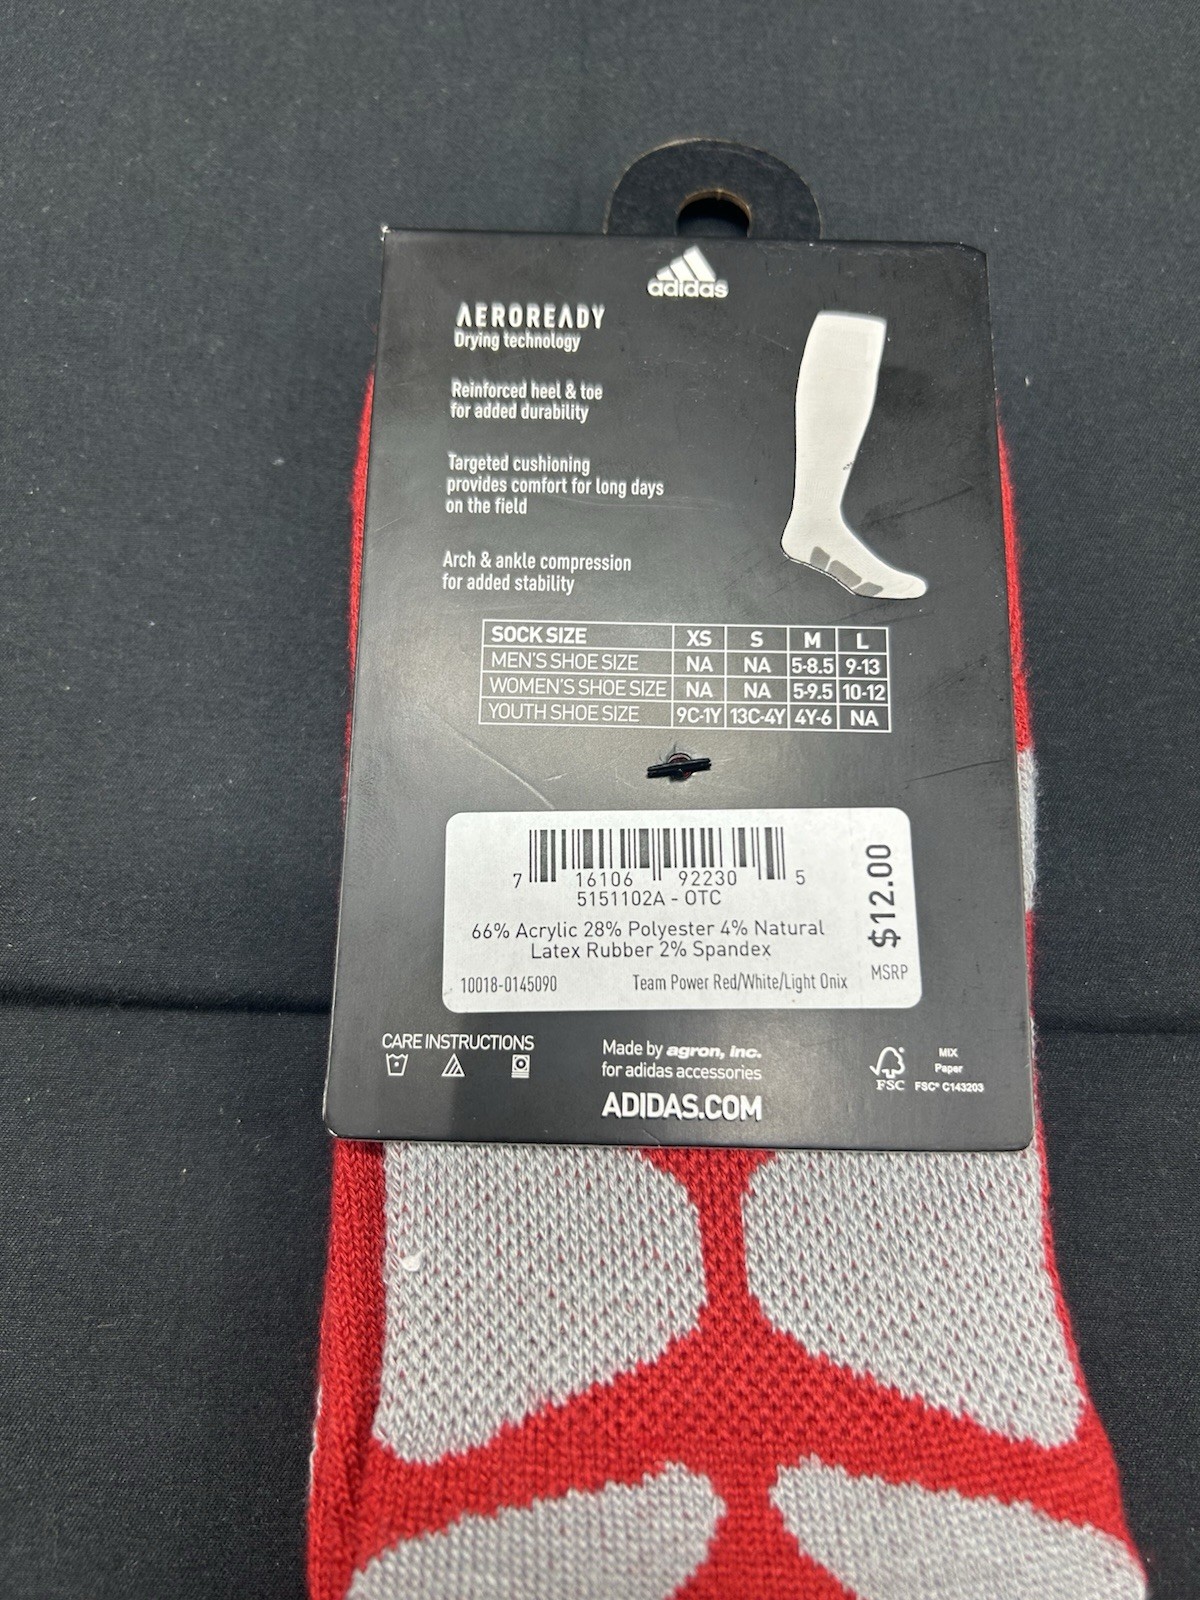 adidas
AEROREADY
Drying technology
Reinforced heel & toe
for added durability
Targeted cushioning
provides comfort for long days
on the field
Arch & ankle compression
for added stability
SOCK SIZE XS S M L
MEN'S SHOE SIZE NA NA 5-8.5 9-13
WOMEN'S SHOE SIZE NA NA 5-9.5 10-12
YOUTH SHOE SIZE 9C-1Y 13C-4Y 4Y-6 NA
7 16106 92230 5
5151102A - OTC
66% Acrylic 28% Polyester 4% Natural
Latex Rubber 2% Spandex
10018-0145090 Team Power Red/White/Light Onix
$12.00
MSRP
CARE INSTRUCTIONS
Made by agron, inc.
for adidas accessories
ADIDAS.COM
FSC
MIX
Paper
FSC® C143203